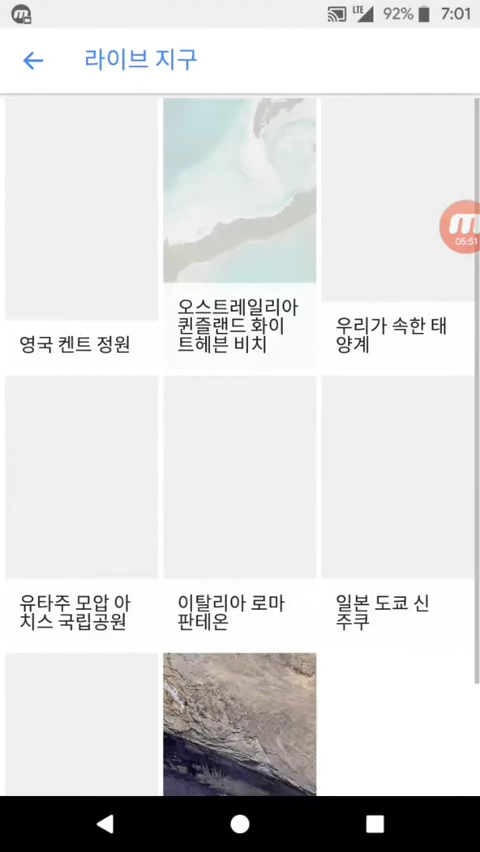 LTE 92% 7:01
라이브 지구
05:51
영국 켄트 정원
오스트레일리아
퀸즐랜드 화이
트헤븐 비치
우리가 속한 태
양계
유타주 모압 아
치스 국립공원
이탈리아 로마
판테온
일본 도쿄 신
주쿠